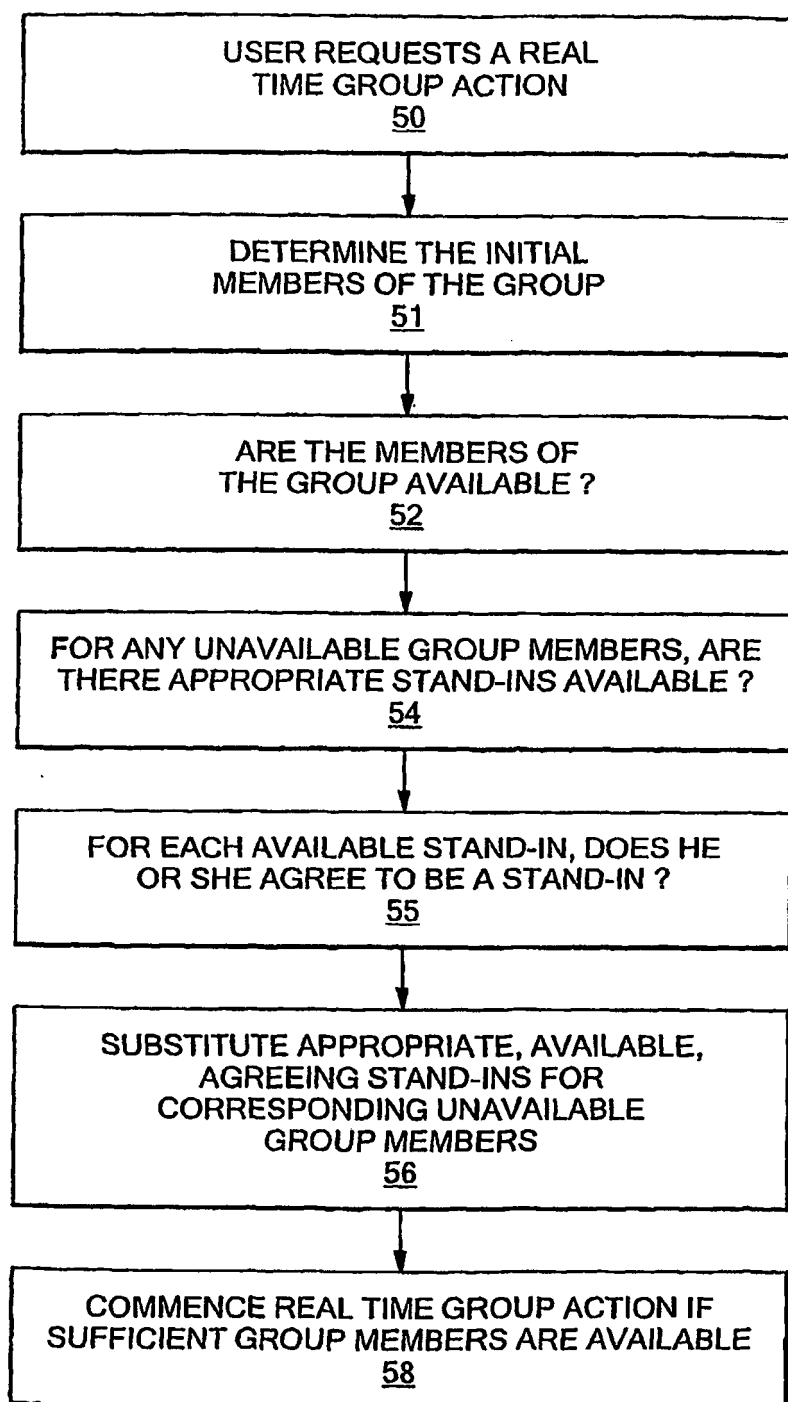 USER REQUESTS A REAL
TIME GROUP ACTION
50
DETERMINE THE INITIAL
MEMBERS OF THE GROUP
51
ARE THE MEMBERS OF
THE GROUP AVAILABLE ?
52
FOR ANY UNAVAILABLE GROUP MEMBERS, ARE
THERE APPROPRIATE STAND-INS AVAILABLE ?
54
FOR EACH AVAILABLE STAND-IN, DOES HE
OR SHE AGREE TO BE A STAND-IN ?
55
SUBSTITUTE APPROPRIATE, AVAILABLE,
AGREEING STAND-INS FOR
CORRESPONDING UNAVAILABLE
GROUP MEMBERS
56
COMMENCE REAL TIME GROUP ACTION IF
SUFFICIENT GROUP MEMBERS ARE AVAILABLE
58